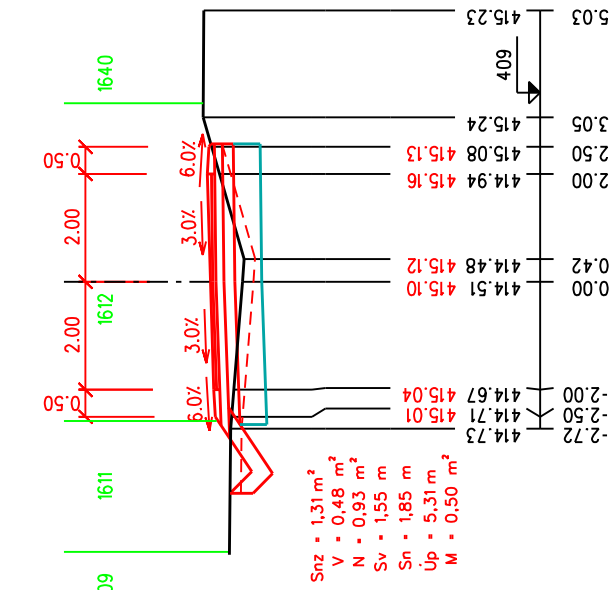 415.23 5.03
1640
409
415.24 3.05
0.50 6.0% 415.13 415.08 2.50
415.16 414.94 2.00
2.00 3.0%
415.12 414.48 0.42
415.10 414.51 0.00
1612
2.00 3.0%
415.04 414.67 -2.00
0.50 6.0% 415.01 414.71 -2.50
414.73 -2.72
1611
09
Snz = 1,31 m²
V = 0,48 m²
N = 0,93 m²
Sv = 1,55 m
Sn = 1,85 m
Úp = 5,31 m
M = 0,50 m²